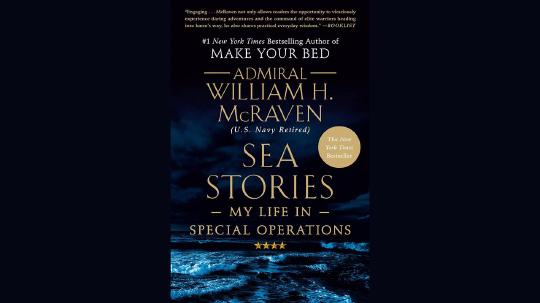 "Engaging . . . McRaven not only allows readers the opportunity to vicariously
experience daring adventures and the command of elite warriors heading
into harm's way, he also shares practical everyday wisdom." —BOOKLIST
#1 New York Times Bestselling Author of
MAKE YOUR BED
ADMIRAL
WILLIAM H.
McRAVEN
(U.S. Navy Retired)
The New
York Times
Bestseller
SEA
STORIES
— MY LIFE IN —
SPECIAL OPERATIONS